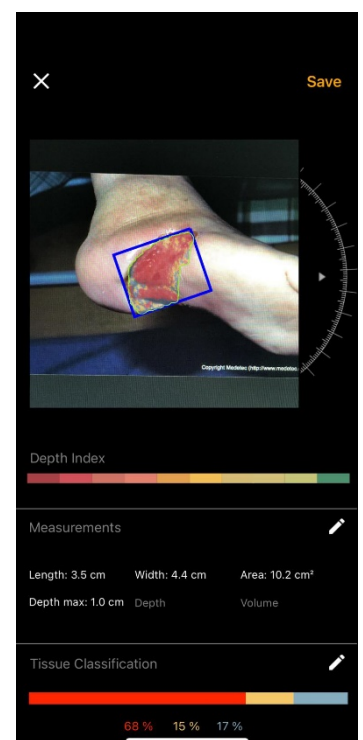 Save
Copyright Medetec (http://www.medetec.
Depth Index
Measurements
Length: 3.5 cm Width: 4.4 cm Area: 10.2 cm²
Depth max: 1.0 cm Depth Volume
Tissue Classification
68 % 15 % 17 %